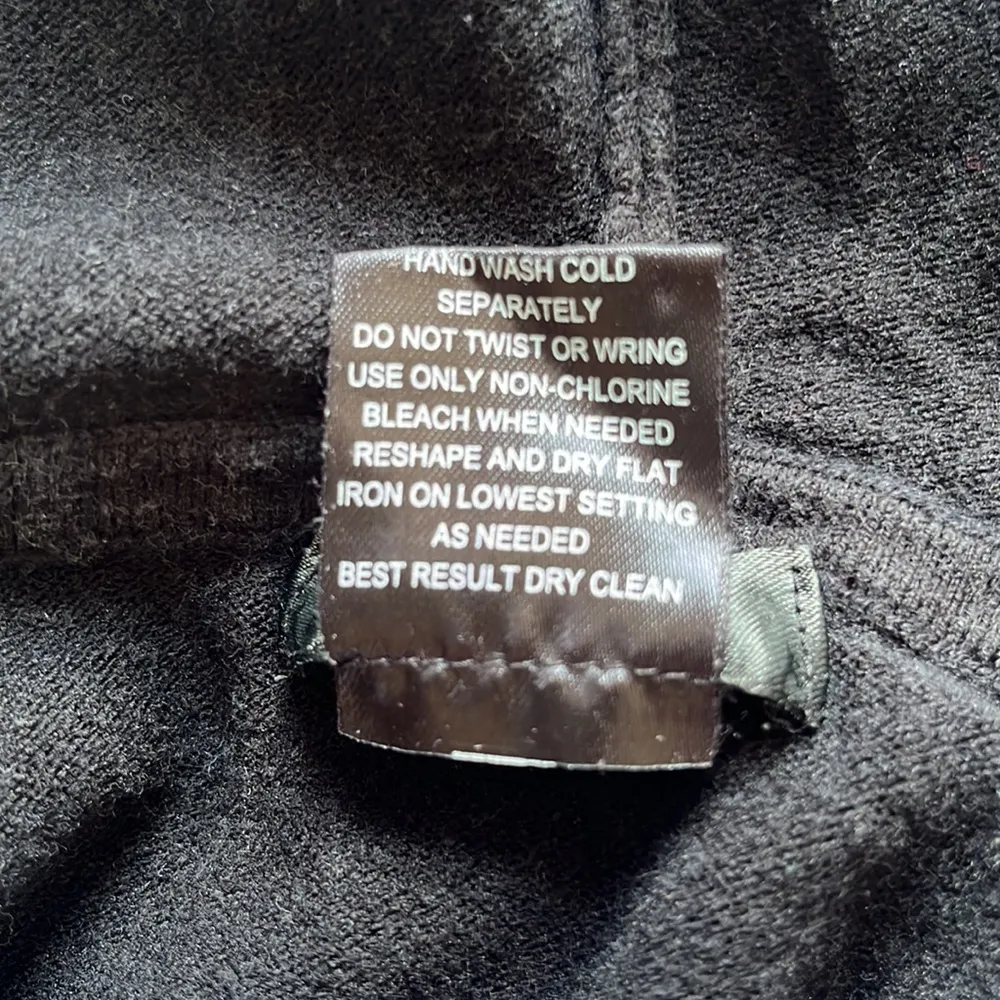 HAND WASH COLD
SEPARATELY
DO NOT TWIST OR WRING
USE ONLY NON-CHLORINE
BLEACH WHEN NEEDED
RESHAPE AND DRY FLAT
IRON ON LOWEST SETTING
AS NEEDED
BEST RESULT DRY CLEAN